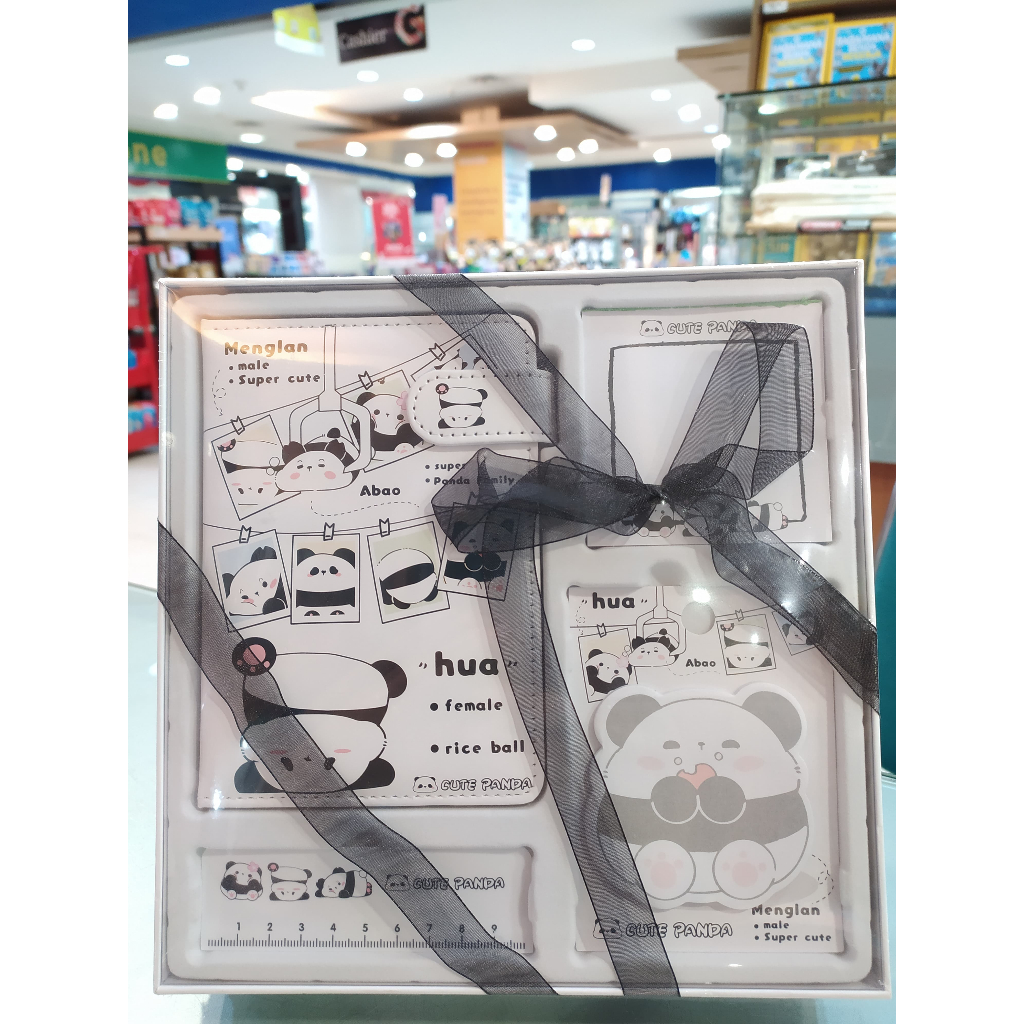 Cashier
ne
Menglan
• male
• Super cute
• super
• Panda family
Abao
"hua"
• female
• rice ball
CUTE PANDA
CUTE PANDA
"hua"
Abao
Menglan
• male
• Super cute
CUTE PANDA
CUTE PANDA
1 2 3 4 5 6 7 8 9